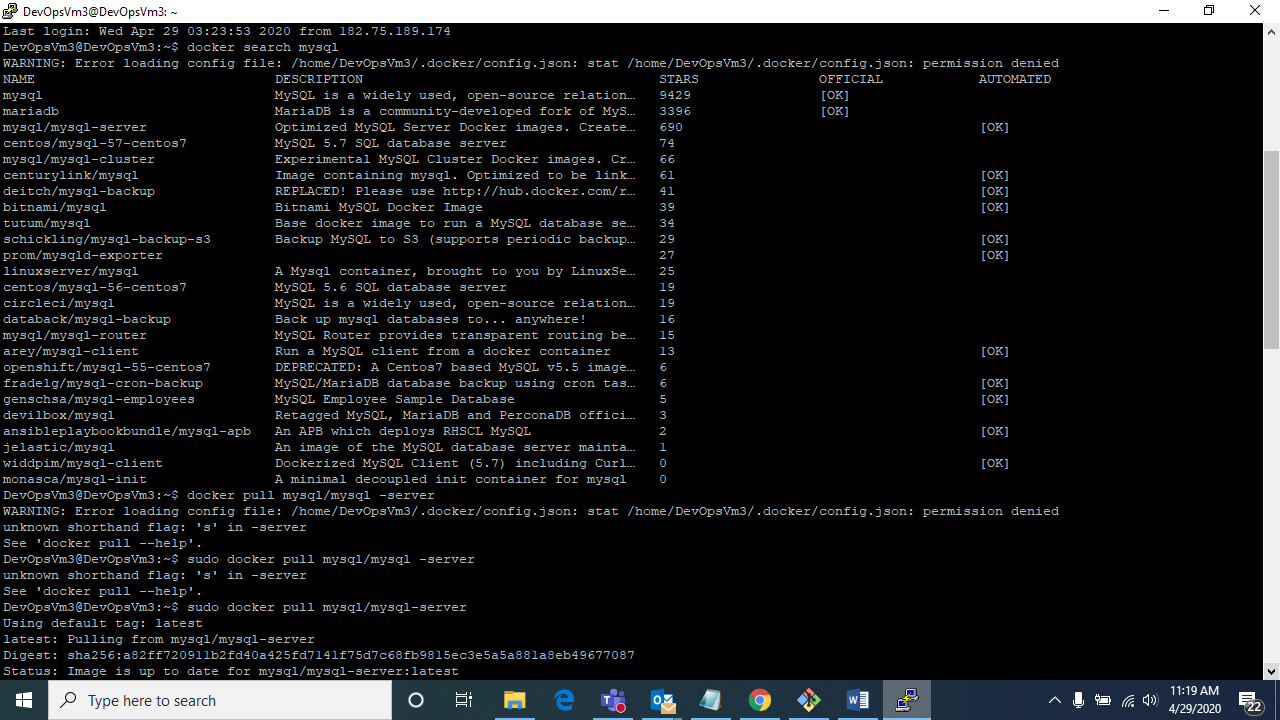 DevOpsVm3@DevOpsVm3: ~
Last login: Wed Apr 29 03:23:53 2020 from 182.75.189.174
DevOpsVm3@DevOpsVm3:~$ docker search mysql
WARNING: Error loading config file: /home/DevOpsVm3/.docker/config.json: stat /home/DevOpsVm3/.docker/config.json: permission denied
NAME DESCRIPTION STARS OFFICIAL AUTOMATED
mysql MySQL is a widely used, open-source relation… 9429 [OK]
mariadb MariaDB is a community-developed fork of MyS… 3396 [OK]
mysql/mysql-server Optimized MySQL Server Docker images. Create… 690 [OK]
centos/mysql-57-centos7 MySQL 5.7 SQL database server 74
mysql/mysql-cluster Experimental MySQL Cluster Docker images. Cr… 66
centurylink/mysql Image containing mysql. Optimized to be link… 61 [OK]
deitch/mysql-backup REPLACED! Please use http://hub.docker.com/r… 41 [OK]
bitnami/mysql Bitnami MySQL Docker Image 39 [OK]
tutum/mysql Base docker image to run a MySQL database se… 34
schickling/mysql-backup-s3 Backup MySQL to S3 (supports periodic backup… 29 [OK]
prom/mysqld-exporter 27 [OK]
linuxserver/mysql A Mysql container, brought to you by LinuxSe… 25
centos/mysql-56-centos7 MySQL 5.6 SQL database server 19
circleci/mysql MySQL is a widely used, open-source relation… 19
databack/mysql-backup Back up mysql databases to... anywhere! 16
mysql/mysql-router MySQL Router provides transparent routing be… 15
arey/mysql-client Run a MySQL client from a docker container 13 [OK]
openshift/mysql-55-centos7 DEPRECATED: A Centos7 based MySQL v5.5 image… 6
fradelg/mysql-cron-backup MySQL/MariaDB database backup using cron tas… 6 [OK]
genschsa/mysql-employees MySQL Employee Sample Database 5 [OK]
devilbox/mysql Retagged MySQL, MariaDB and PerconaDB offici… 3
ansibleplaybookbundle/mysql-apb An APB which deploys RHSCL MySQL 2 [OK]
jelastic/mysql An image of the MySQL database server mainta… 1
widdpim/mysql-client Dockerized MySQL Client (5.7) including Curl… 0 [OK]
monasca/mysql-init A minimal decoupled init container for mysql 0
DevOpsVm3@DevOpsVm3:~$ docker pull mysql/mysql -server
WARNING: Error loading config file: /home/DevOpsVm3/.docker/config.json: stat /home/DevOpsVm3/.docker/config.json: permission denied
unknown shorthand flag: 's' in -server
See 'docker pull --help'.
DevOpsVm3@DevOpsVm3:~$ sudo docker pull mysql/mysql -server
unknown shorthand flag: 's' in -server
See 'docker pull --help'.
DevOpsVm3@DevOpsVm3:~$ sudo docker pull mysql/mysql-server
Using default tag: latest
latest: Pulling from mysql/mysql-server
Digest: sha256:a82ff720911b2fd40a425fd7141f75d7c68fb9815ec3e5a5a881a8eb49677087
Status: Image is up to date for mysql/mysql-server:latest
Type here to search
11:19 AM
4/29/2020
22